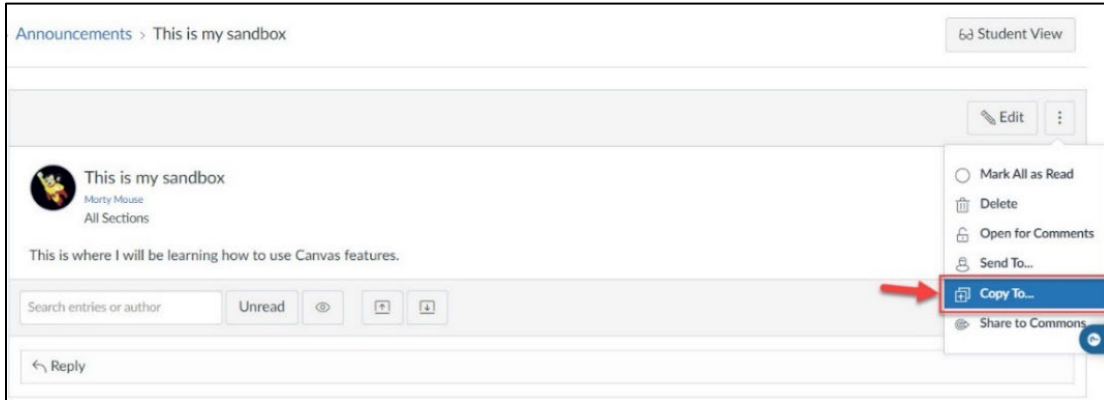 Announcements > This is my sandbox
Student View
Edit
This is my sandbox
Morty Mouse
All Sections
This is where I will be learning how to use Canvas features.
Mark All as Read
Delete
Open for Comments
Send To...
Copy To...
Share to Commons
Search entries or author
Unread
Reply